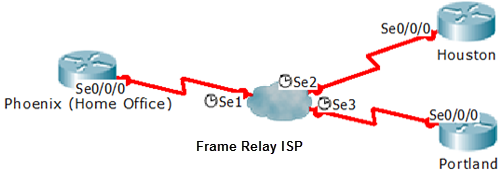 Se0/0/0
Houston
Se2
Se0/0/0
Phoenix (Home Office)
Se1
Se3
Se0/0/0
Frame Relay ISP
Portland